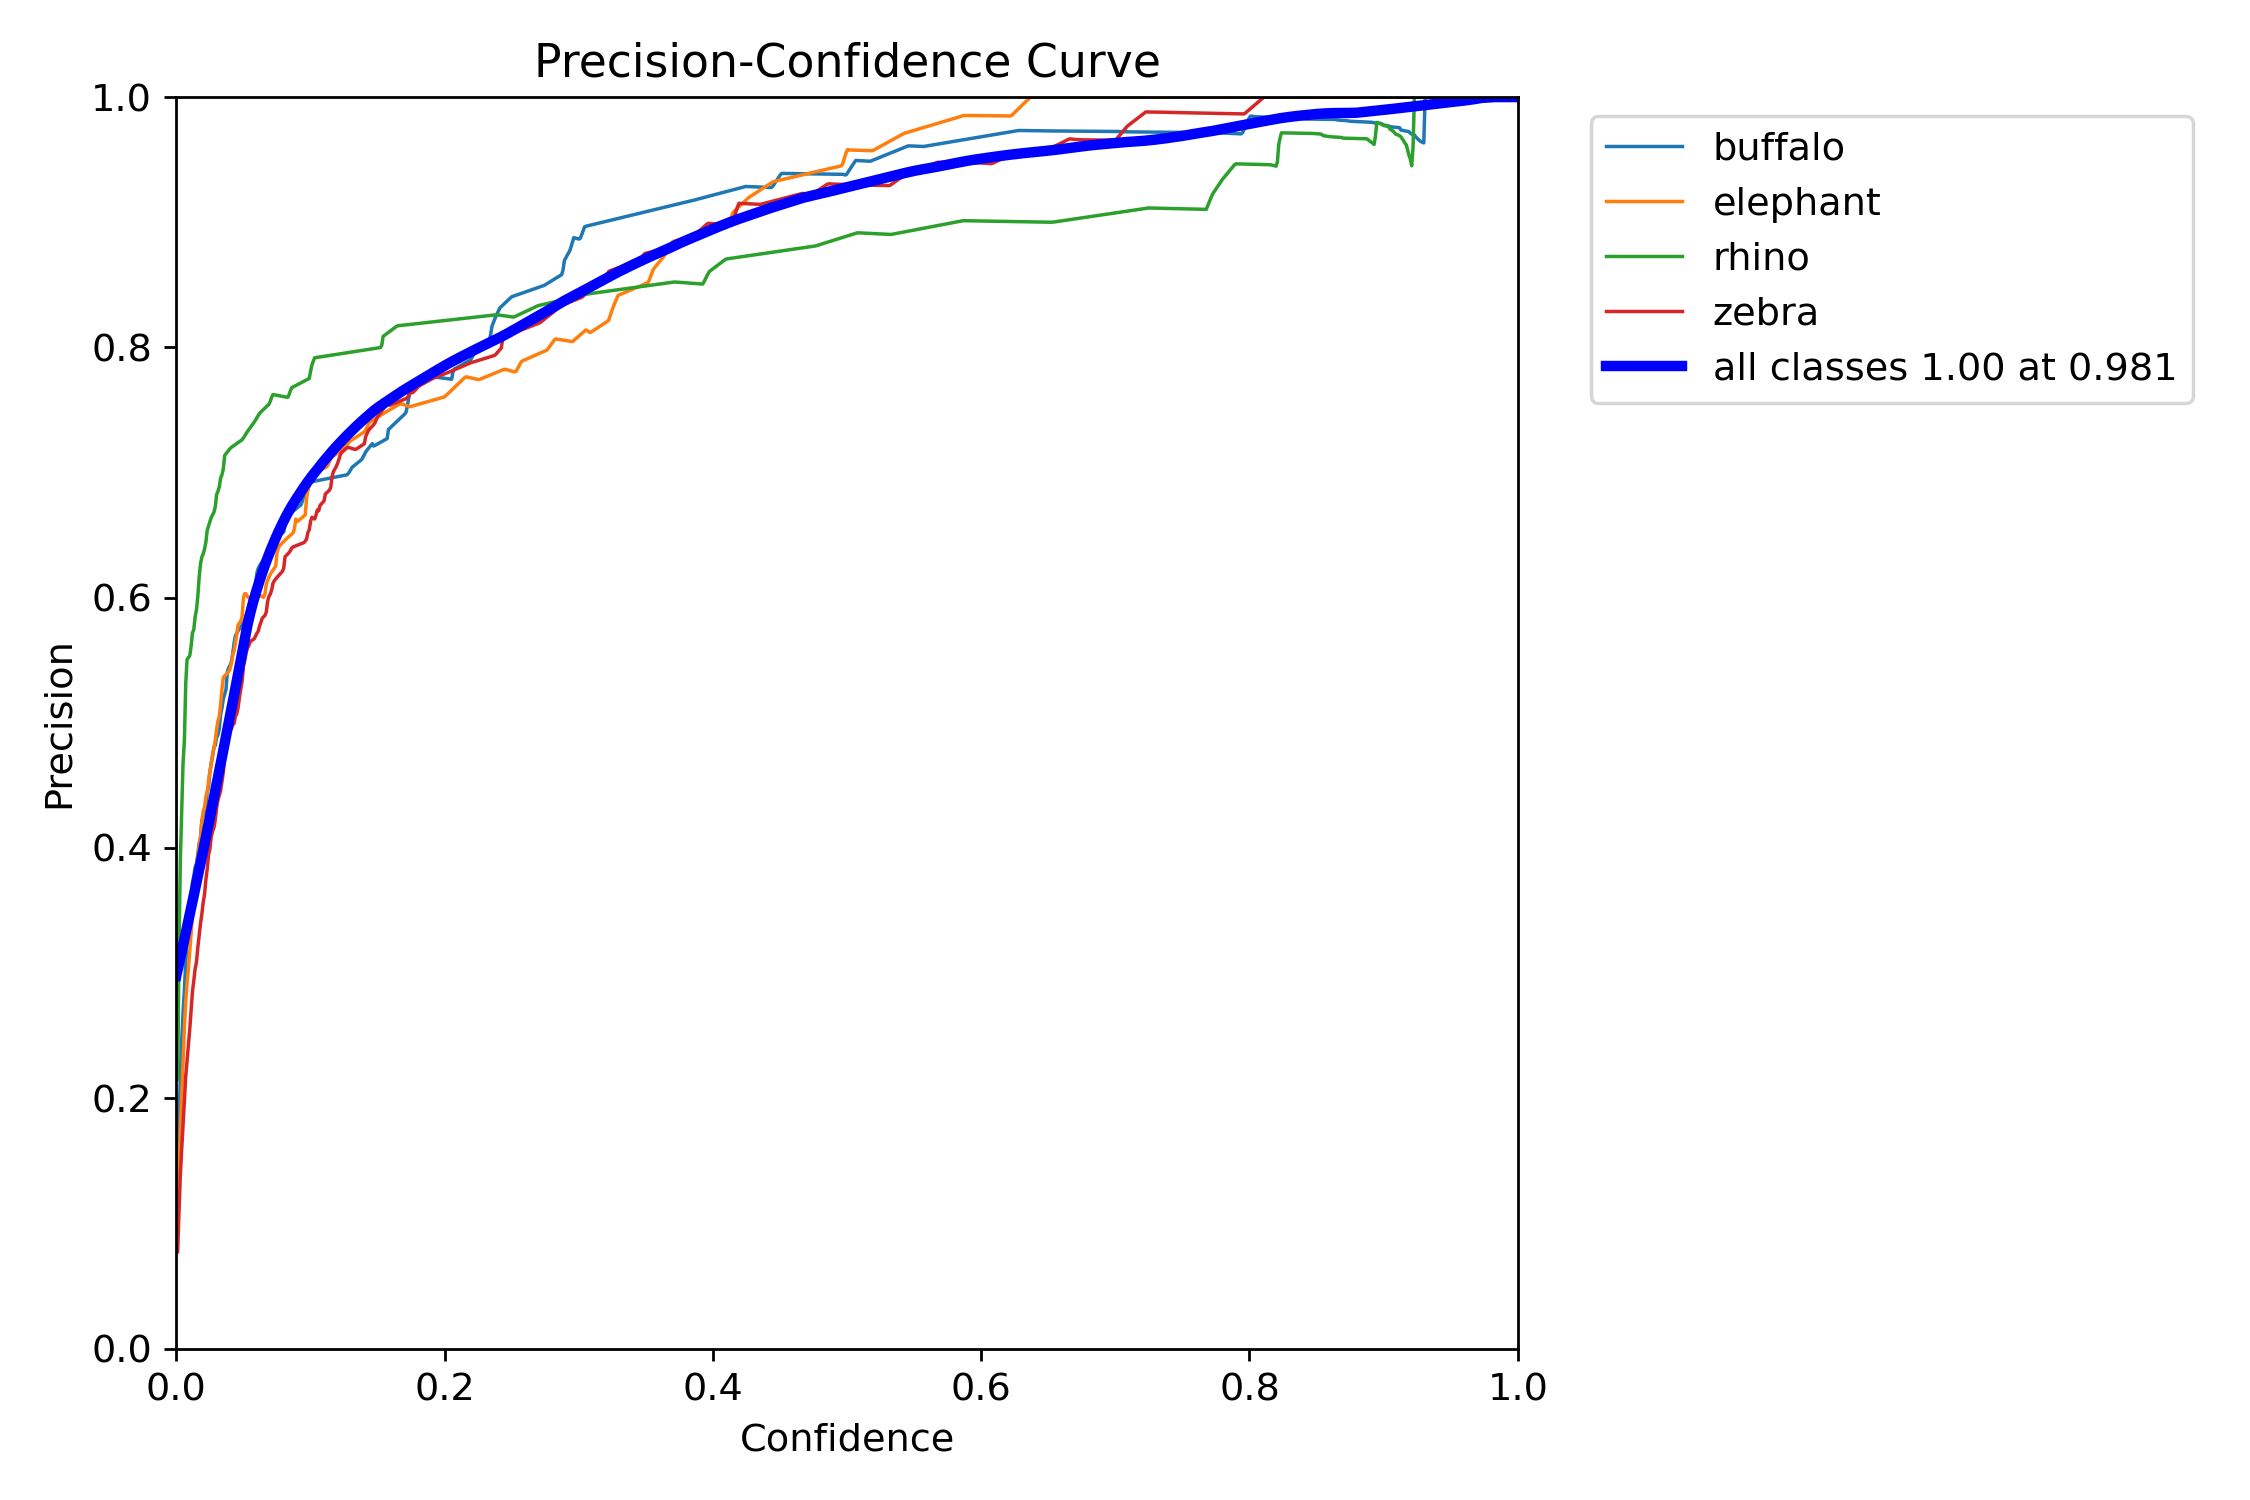 Precision-Confidence Curve
1.0
0.8
0.6
0.4
0.2
0.0
Precision
0.0 0.2 0.4 0.6 0.8 1.0
Confidence
buffalo
elephant
rhino
zebra
all classes 1.00 at 0.981